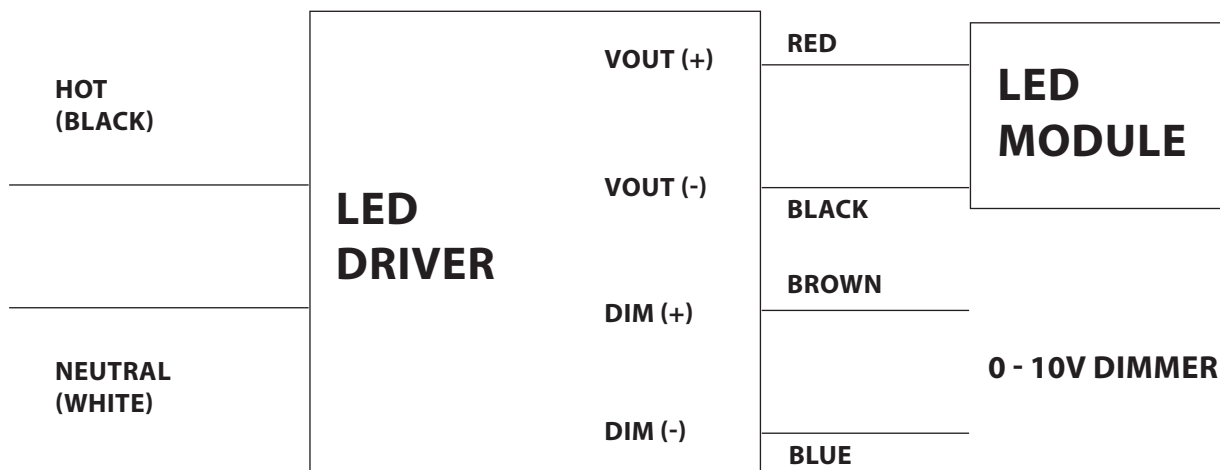 HOT
(BLACK)
NEUTRAL
(WHITE)
LED
DRIVER
VOUT (+)
VOUT (-)
DIM (+)
DIM (-)
RED
BLACK
BROWN
BLUE
LED
MODULE
0 - 10V DIMMER